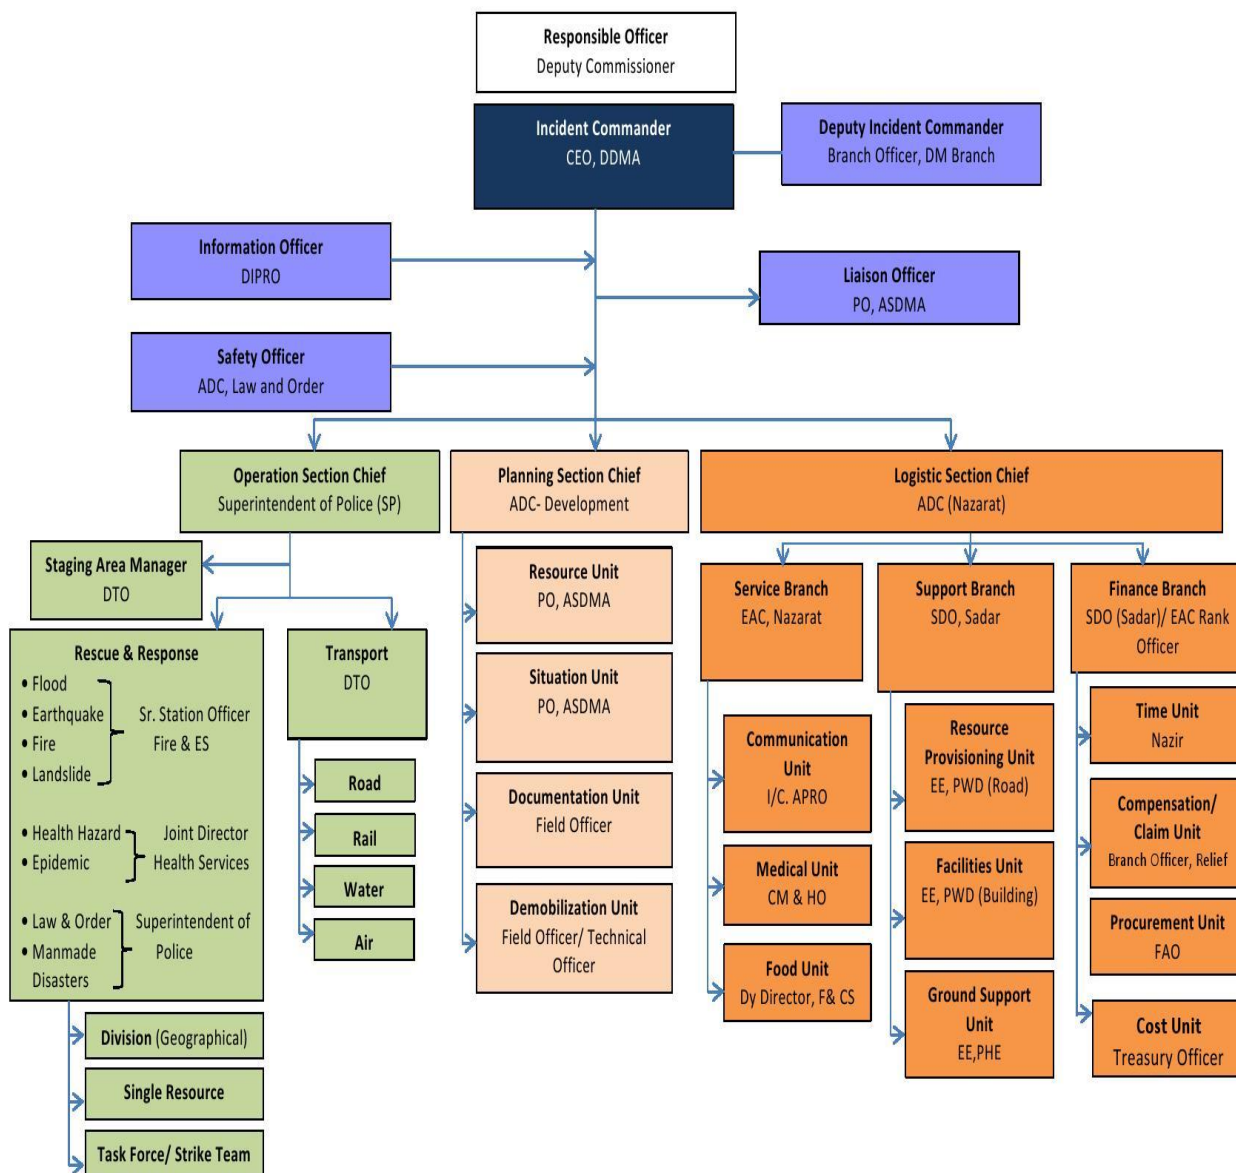 Responsible Officer
Deputy Commissioner
Incident Commander
CEO, DDMA
Deputy Incident Commander
Branch Officer, DM Branch
Information Officer
DIPRO
Liaison Officer
PO, ASDMA
Safety Officer
ADC, Law and Order
Operation Section Chief
Superintendent of Police (SP)
Planning Section Chief
ADC- Development
Logistic Section Chief
ADC (Nazarat)
Staging Area Manager
DTO
Rescue & Response
• Flood
• Earthquake
• Fire
• Landslide
Sr. Station Officer
Fire & ES
• Health Hazard
• Epidemic
Joint Director
Health Services
• Law & Order
• Manmade
Disasters
Superintendent of
Police
Division (Geographical)
Single Resource
Task Force/ Strike Team
Transport
DTO
Road
Rail
Water
Air
Resource Unit
PO, ASDMA
Situation Unit
PO, ASDMA
Documentation Unit
Field Officer
Demobilization Unit
Field Officer/ Technical
Officer
Service Branch
EAC, Nazarat
Communication
Unit
I/C. APRO
Medical Unit
CM & HO
Food Unit
Dy Director, F& CS
Support Branch
SDO, Sadar
Resource
Provisioning Unit
EE, PWD (Road)
Facilities Unit
EE, PWD (Building)
Ground Support
Unit
EE,PHE
Finance Branch
SDO (Sadar)/ EAC Rank
Officer
Time Unit
Nazir
Compensation/
Claim Unit
Branch Officer, Relief
Procurement Unit
FAO
Cost Unit
Treasury Officer